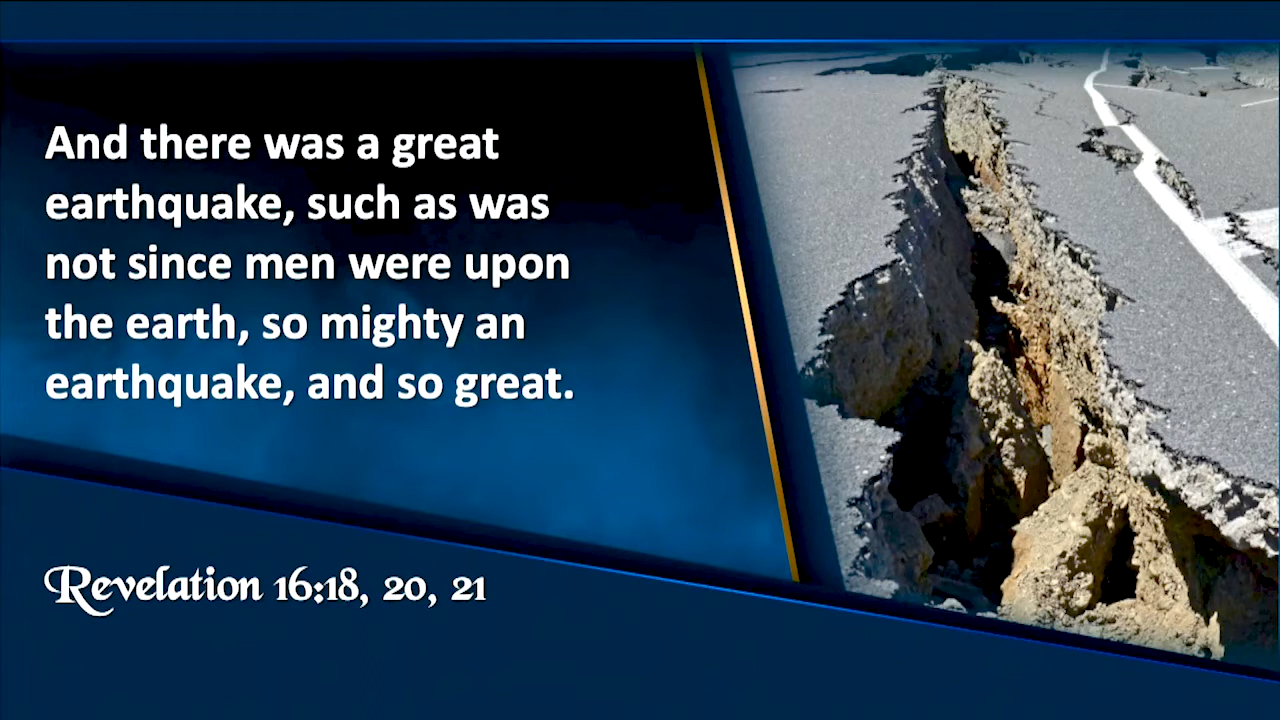 And there was a great
earthquake, such as was
not since men were upon
the earth, so mighty an
earthquake, and so great.
Revelation 16:18, 20, 21